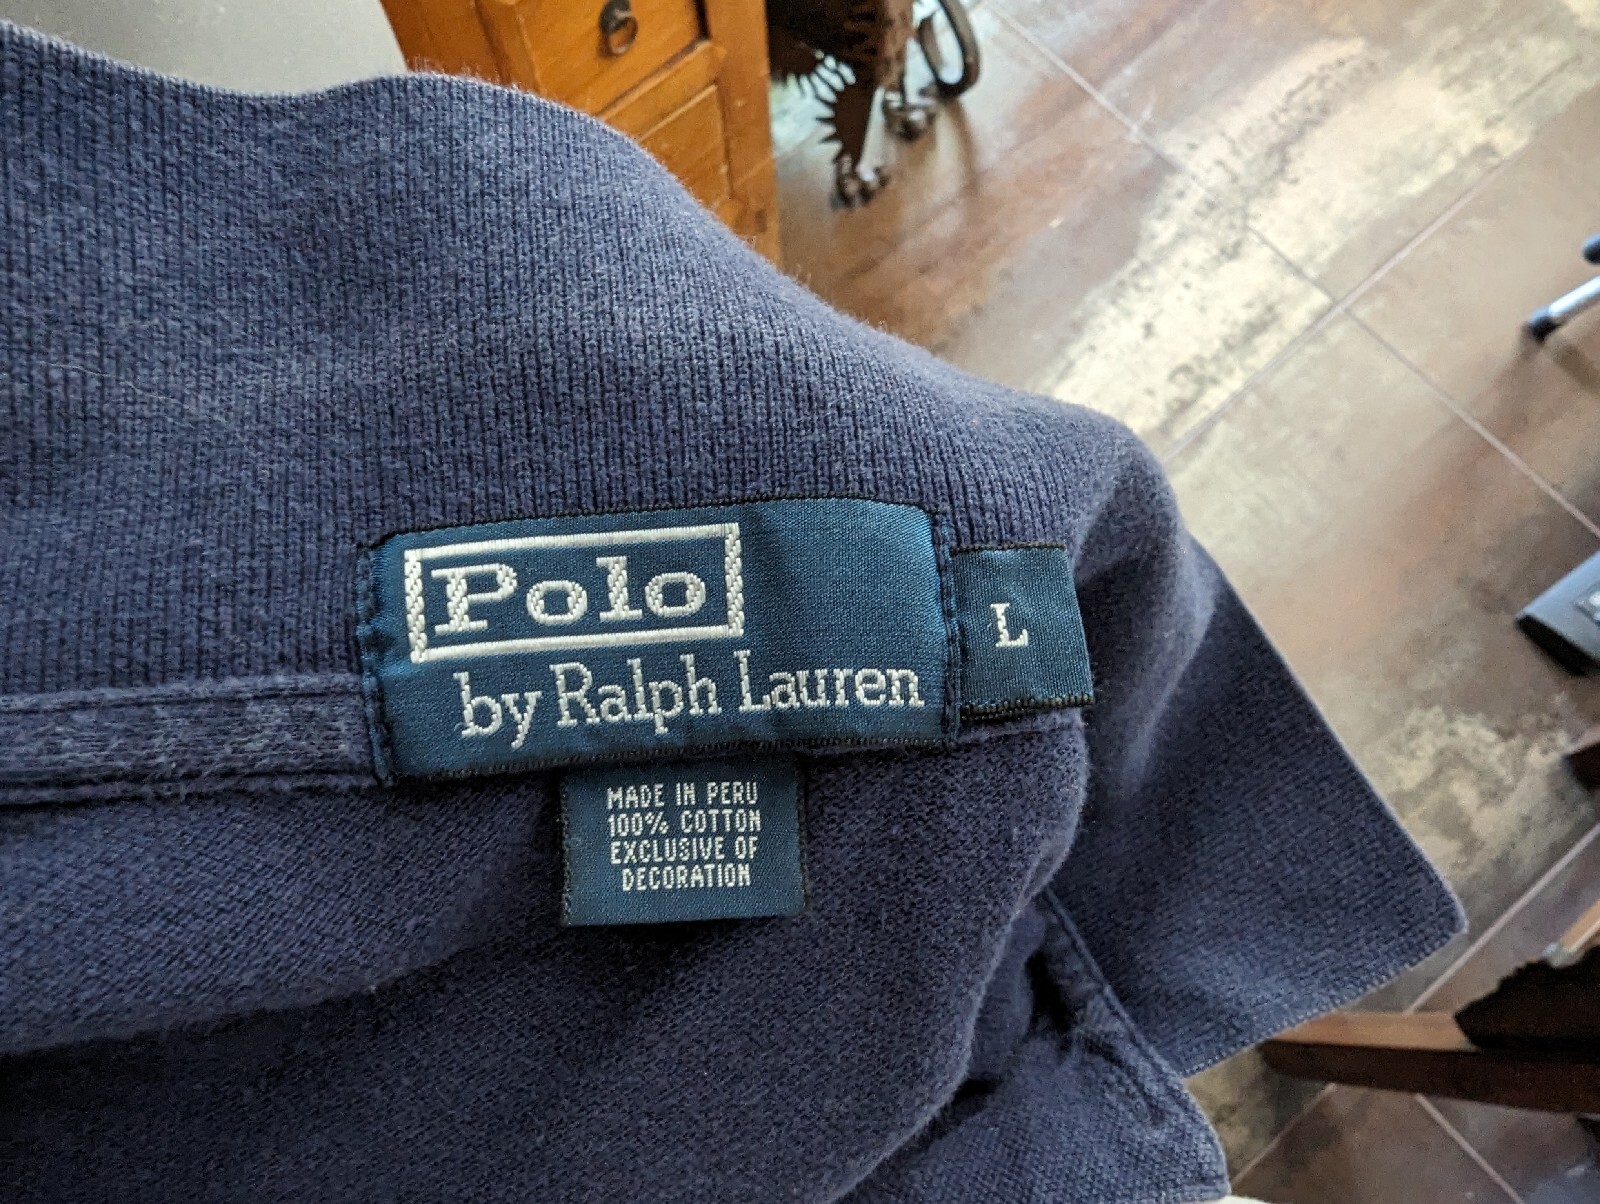 Polo
by Ralph Lauren
L
MADE IN PERU
100% COTTON
EXCLUSIVE OF
DECORATION